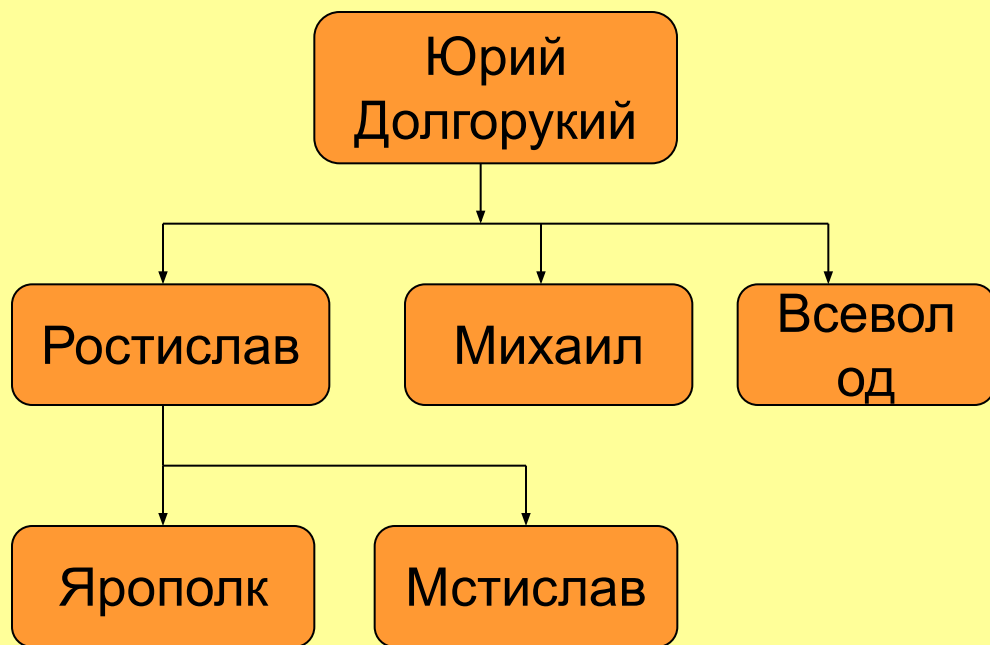 Юрий
Долгорукий
Ростислав
Михаил
Всевол
од
Ярополк
Мстислав